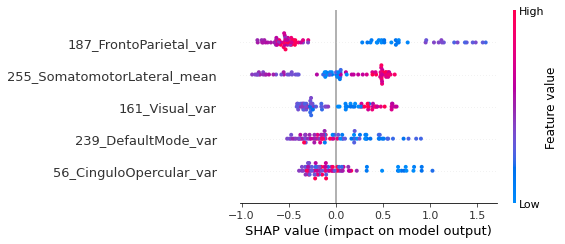 High
187_FrontoParietal_var
255_SomatomotorLateral_mean
161_Visual_var
239_DefaultMode_var
56_CinguloOpercular_var
Feature value
Low
−1.0 −0.5 0.0 0.5 1.0 1.5
SHAP value (impact on model output)